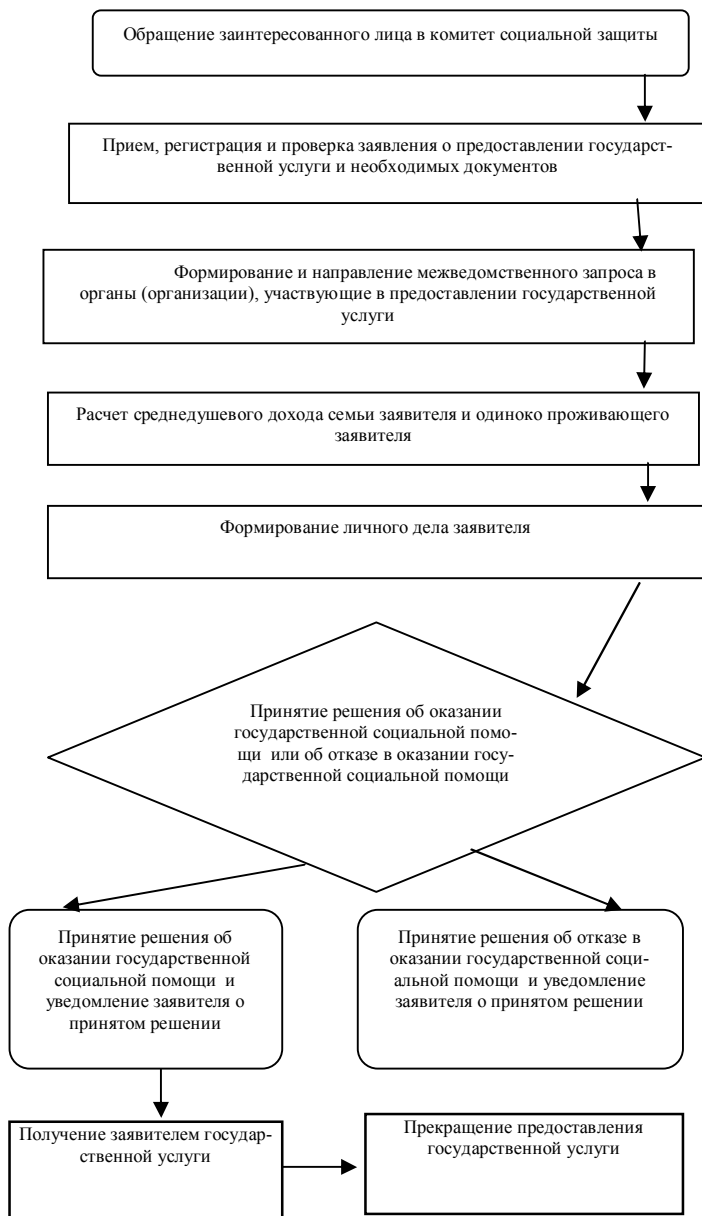 Обращение заинтересованного лица в комитет социальной защиты
Прием, регистрация и проверка заявления о предоставлении государст-
венной услуги и необходимых документов
Формирование и направление межведомственного запроса в
органы (организации), участвующие в предоставлении государственной
услуги
Расчет среднедушевого дохода семьи заявителя и одиноко проживающего
заявителя
Формирование личного дела заявителя
Принятие решения об оказании
государственной социальной помо-
щи или об отказе в оказании госу-
дарственной социальной помощи
Принятие решения об
оказании государственной
социальной помощи и
уведомление заявителя о
принятом решении
Принятие решения об отказе в
оказании государственной соци-
альной помощи и уведомление
заявителя о принятом решении
Получение заявителем государ-
ственной услуги
Прекращение предоставления
государственной услуги